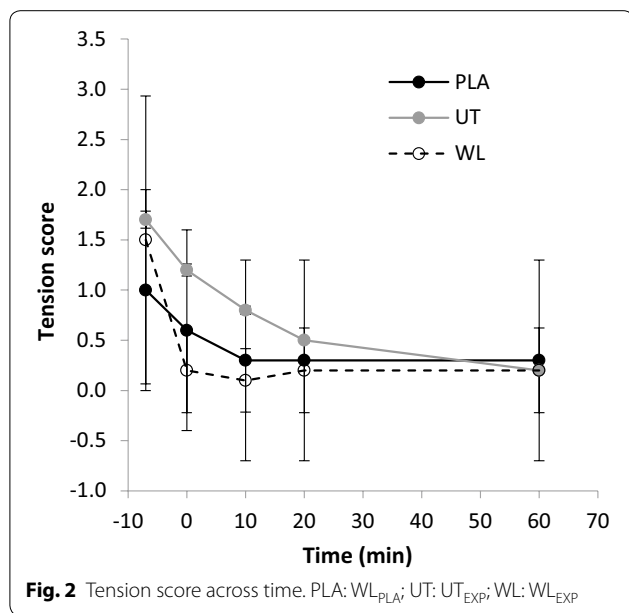 3.5
3.0
2.5
2.0
1.5
1.0
0.5
0.0
-0.5
-1.0
Tension score
PLA
UT
WL
-10 0 10 20 30 40 50 60 70
Time (min)
Fig. 2 Tension score across time. PLA: WL_PLA; UT: UT_EXP; WL: WL_EXP